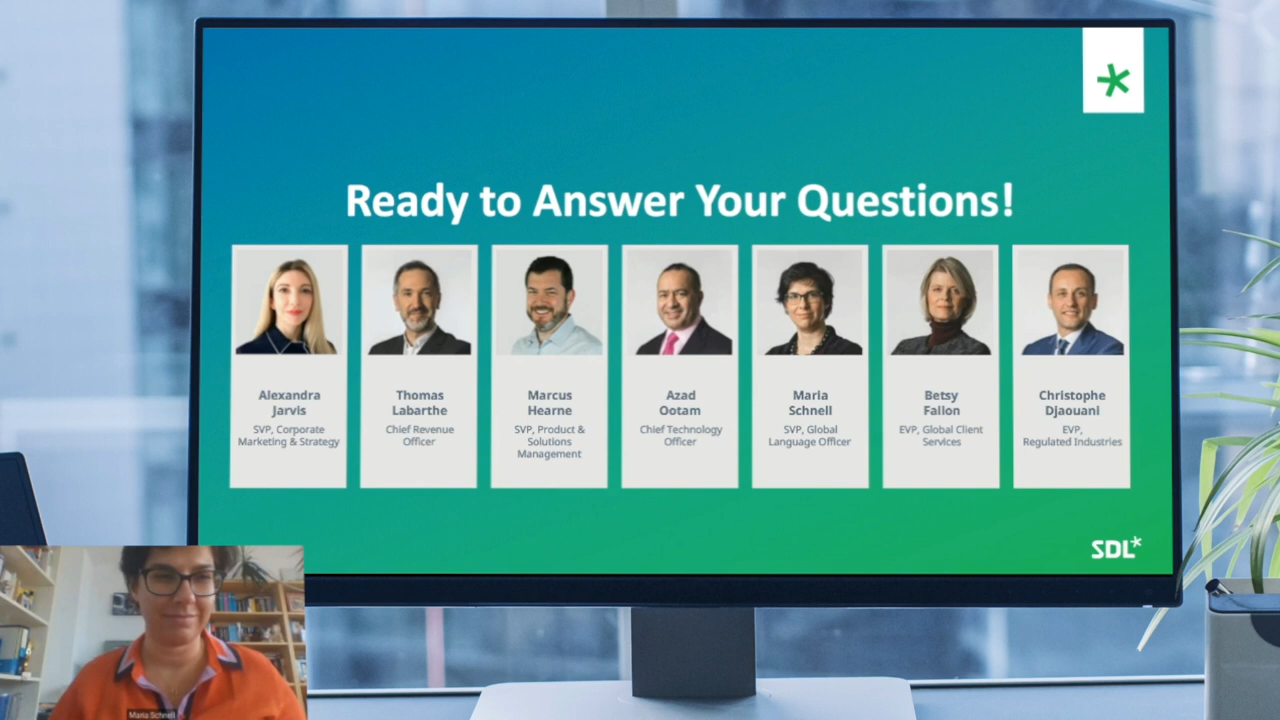 Ready to Answer Your Questions!
Alexandra
Jarvis
SVP, Corporate
Marketing & Strategy
Thomas
Labarthe
Chief Revenue
Officer
Marcus
Hearne
SVP, Product &
Solutions
Management
Azad
Ootam
Chief Technology
Officer
Maria
Schnell
SVP, Global
Language Officer
Betsy
Fallon
EVP, Global Client
Services
Christophe
Djaouani
EVP,
Regulated Industries
SDL*
Maria Schnell